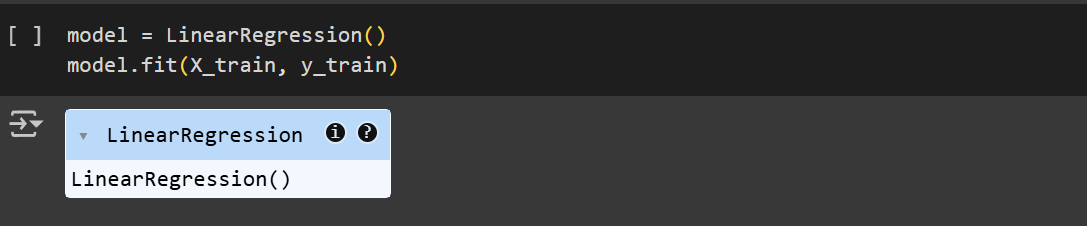 [ ] model = LinearRegression()
model.fit(X_train, y_train)
LinearRegression i ?
LinearRegression()